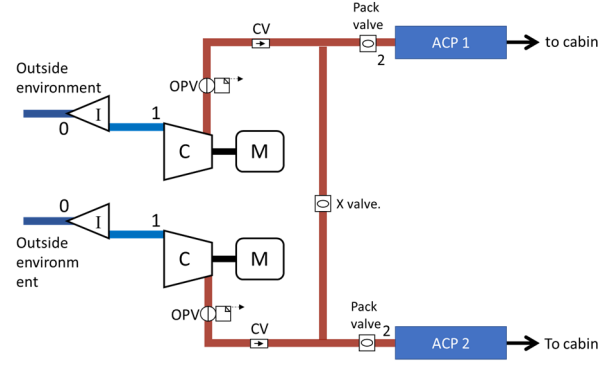 Pack
valve
CV
ACP 1
to cabin
2
Outside
environment
OPV
I
1
0
C
M
0
1
X valve.
I
Outside
environm
ent
C
M
OPV
Pack
valve
2
CV
ACP 2
To cabin